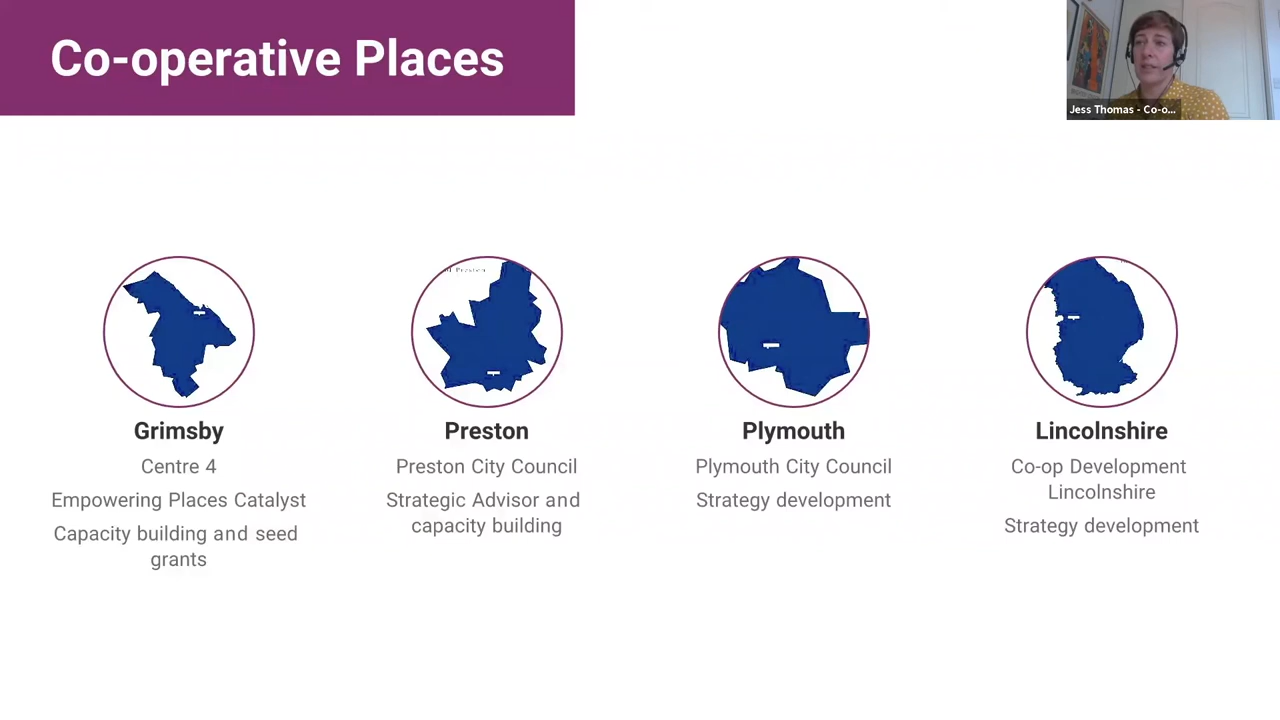 Co-operative Places
Jess Thomas - Co-o...
Preston
Grimsby
Centre 4
Empowering Places Catalyst
Capacity building and seed
grants
Preston
Preston City Council
Strategic Advisor and
capacity building
Plymouth
Plymouth City Council
Strategy development
Lincolnshire
Co-op Development
Lincolnshire
Strategy development